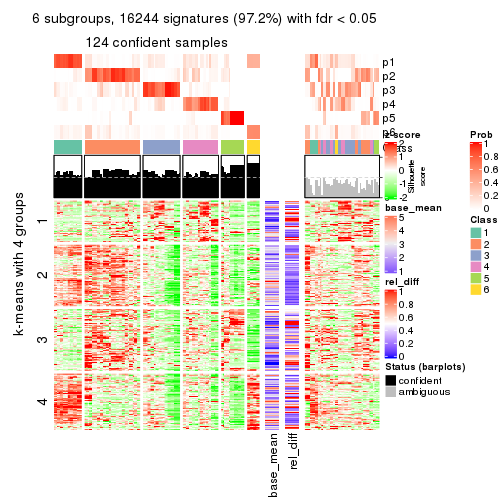 6 subgroups, 16244 signatures (97.2%) with fdr < 0.05
124 confident samples
p1
p2
p3
p4
p5
p6
Class
z-score
2
1
0
-1
-2
Silhouette
score
base_mean
5
4
3
2
1
rel_diff
1
0.8
0.6
0.4
0.2
0
Status (barplots)
confident
ambiguous
Prob
1
0.8
0.6
0.4
0.2
0
Class
1
2
3
4
5
6
k-means with 4 groups
1
2
3
4
base_mean
rel_diff